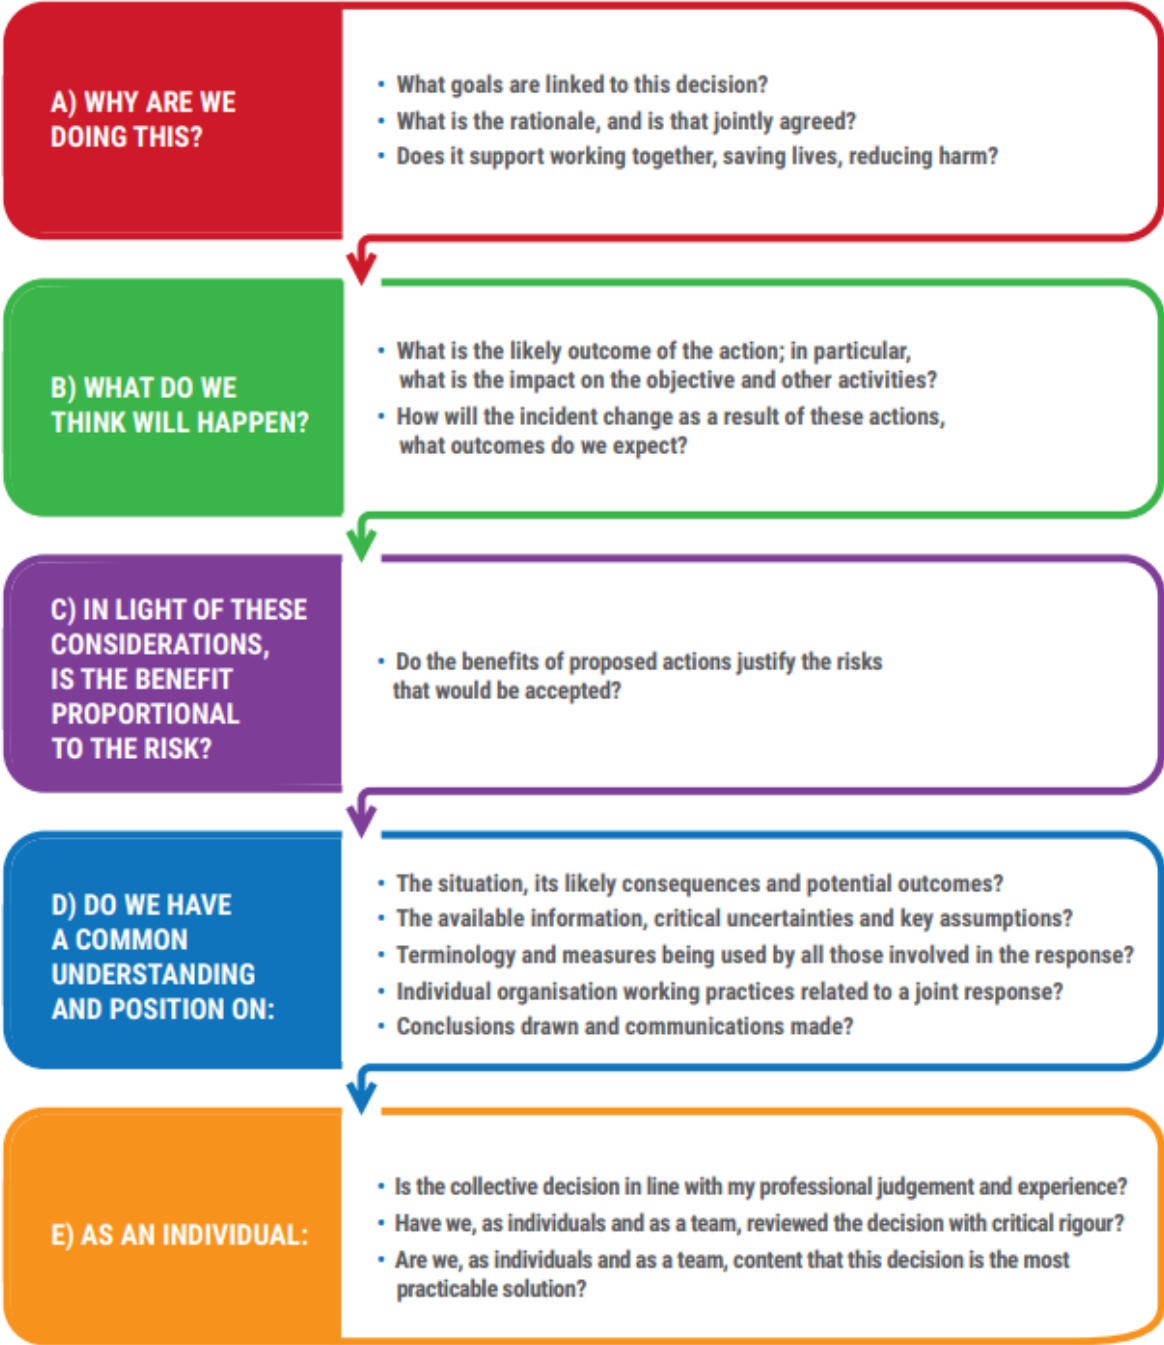 A) WHY ARE WE
DOING THIS?
• What goals are linked to this decision?
• What is the rationale, and is that jointly agreed?
• Does it support working together, saving lives, reducing harm?
B) WHAT DO WE
THINK WILL HAPPEN?
• What is the likely outcome of the action; in particular,
what is the impact on the objective and other activities?
• How will the incident change as a result of these actions,
what outcomes do we expect?
C) IN LIGHT OF THESE
CONSIDERATIONS,
IS THE BENEFIT
PROPORTIONAL
TO THE RISK?
• Do the benefits of proposed actions justify the risks
that would be accepted?
D) DO WE HAVE
A COMMON
UNDERSTANDING
AND POSITION ON:
• The situation, its likely consequences and potential outcomes?
• The available information, critical uncertainties and key assumptions?
• Terminology and measures being used by all those involved in the response?
• Individual organisation working practices related to a joint response?
• Conclusions drawn and communications made?
E) AS AN INDIVIDUAL:
• Is the collective decision in line with my professional judgement and experience?
• Have we, as individuals and as a team, reviewed the decision with critical rigour?
• Are we, as individuals and as a team, content that this decision is the most
practicable solution?